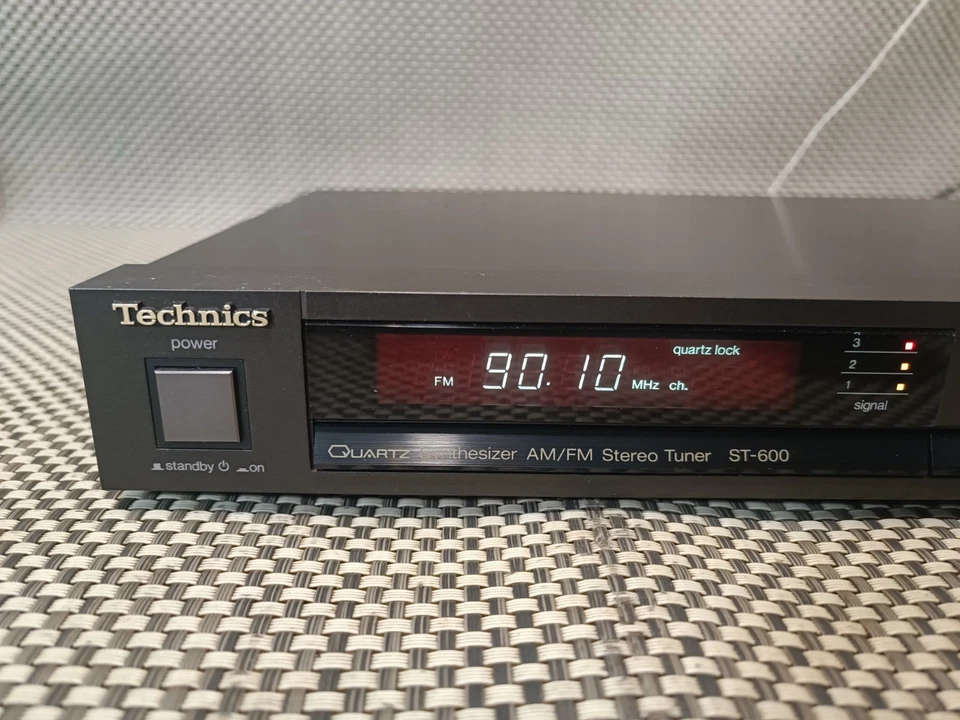 Technics
power
standby on
quartz lock
FM 90.10 MHz ch.
3
2
1
signal
QUARTZ Synthesizer AM/FM Stereo Tuner ST-600